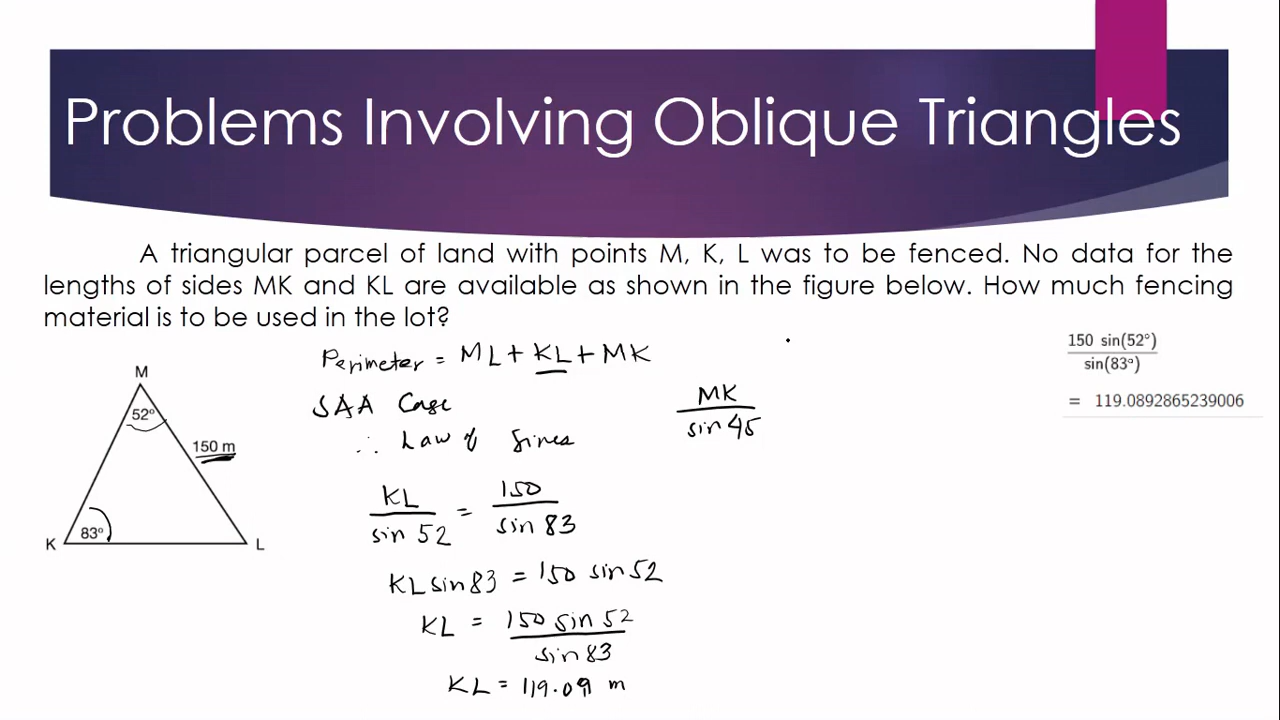 Problems Involving Oblique Triangles
A triangular parcel of land with points M, K, L was to be fenced. No data for the
lengths of sides MK and KL are available as shown in the figure below. How much fencing
material is to be used in the lot?
M
52°
150 m
K
83°
L
Perimeter = ML + KL + MK
SAA Case
∴ Law of Sines
KL
sin 52
=
150
sin 83
KL sin 83 = 150 sin 52
KL = 150 sin 52
sin 83
KL = 119.09 m
MK
sin 45
150 sin(52°)
sin(83°)
= 119.0892865239006